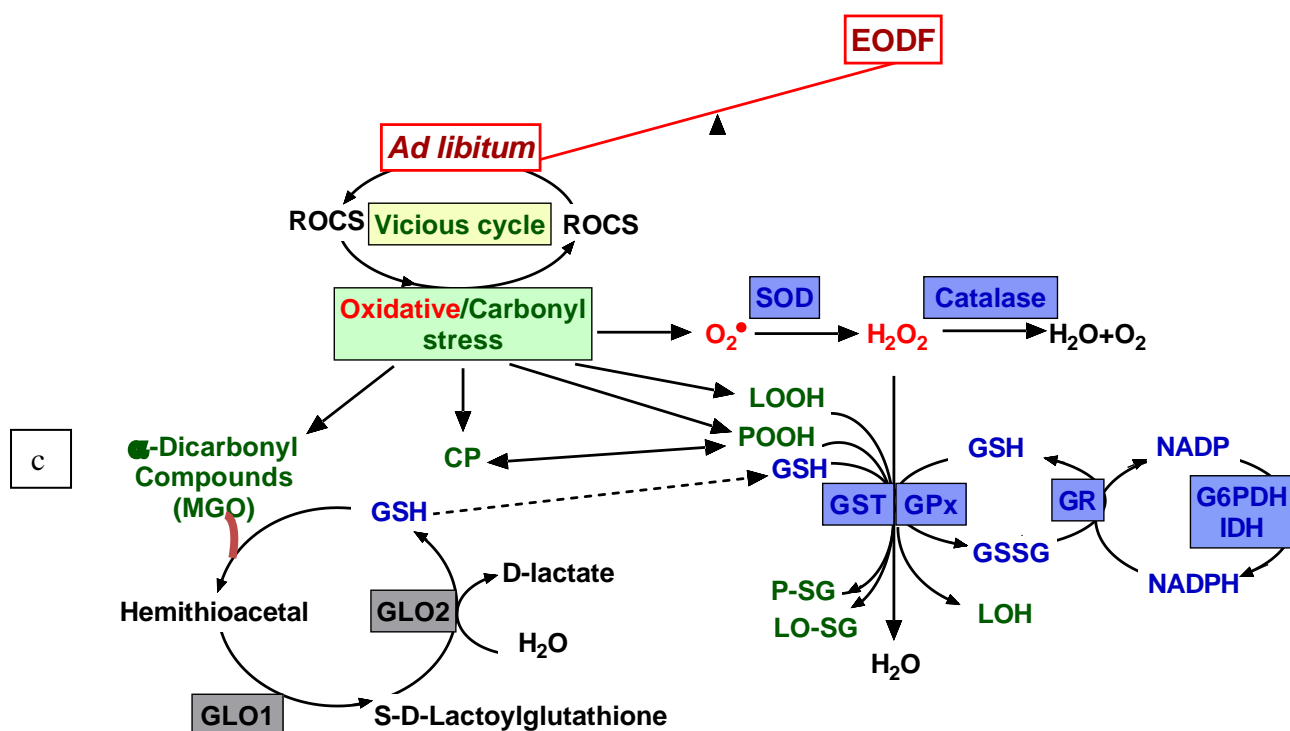 EODF
Ad libitum
ROCS
Vicious cycle
ROCS
Oxidative/Carbonyl
stress
SOD
Catalase
O₂•
H₂O₂
H₂O+O₂
LOOH
POOH
GSH
CP
c
α-Dicarbonyl
Compounds
(MGO)
GSH
GST
GPx
GSH
GSSG
GR
NADP
G6PDH
IDH
NADPH
D-lactate
Hemithioacetal
GLO2
H₂O
P-SG
LO-SG
LOH
H₂O
GLO1
S-D-Lactoylglutathione